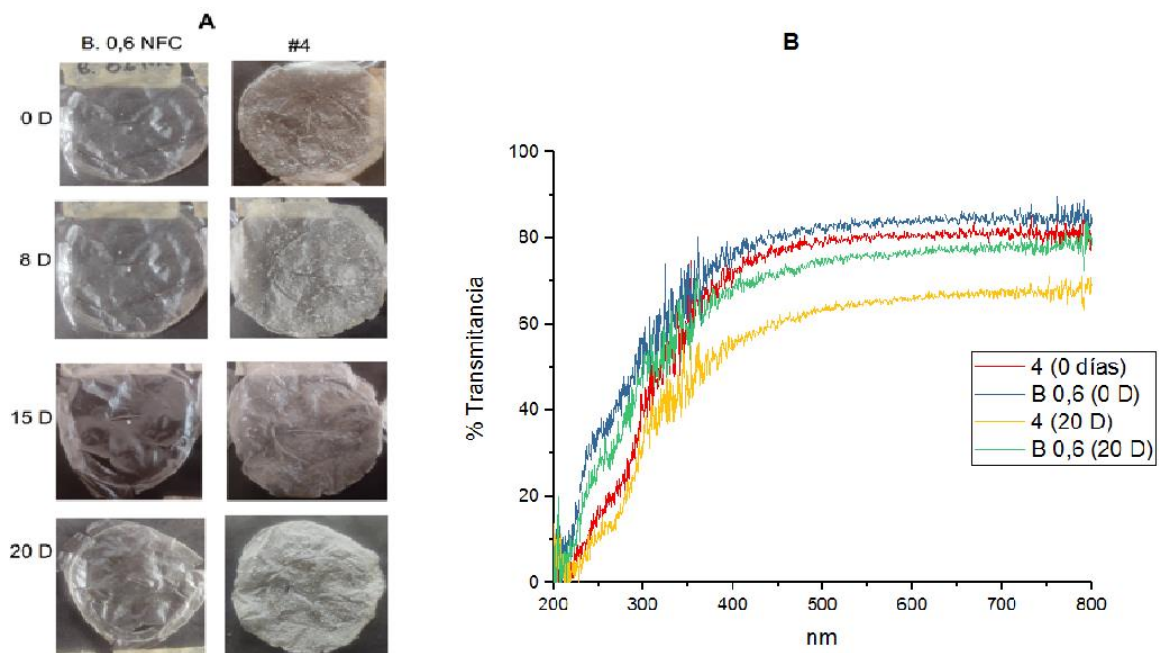 A
B. 0,6 NFC
#4
0 D
8 D
15 D
20 D
B
100
80
60
40
20
0
% Transmitancia
200
300
400
500
600
700
800
nm
4 (0 días)
B 0,6 (0 D)
4 (20 D)
B 0,6 (20 D)